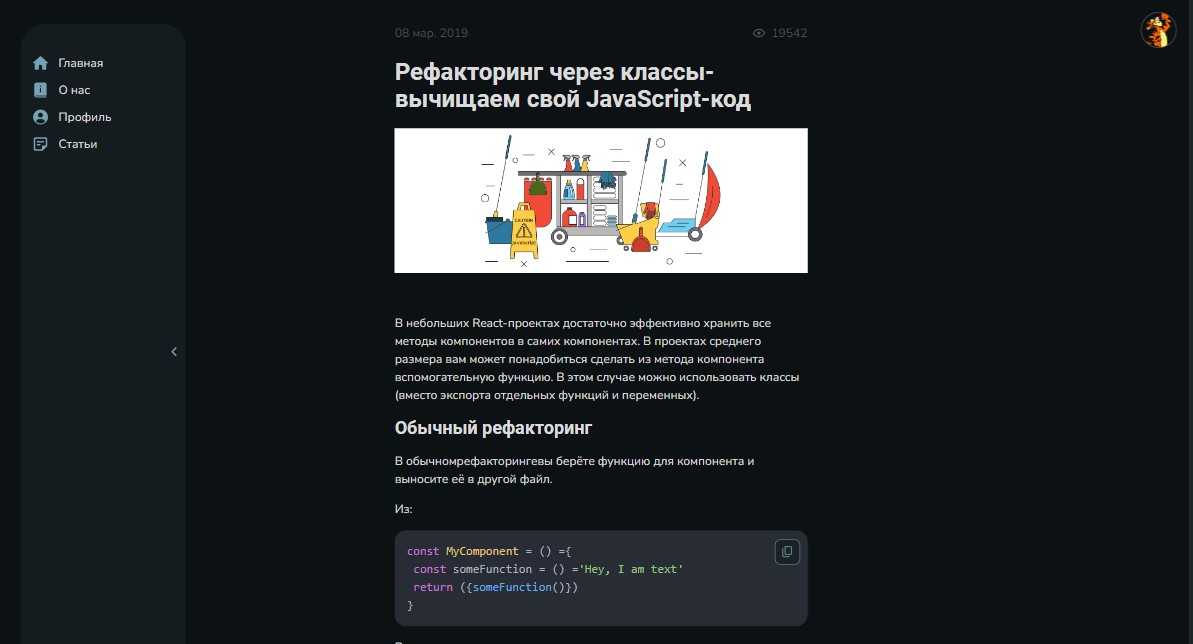 08 мар. 2019
19542
Главная
О нас
Профиль
Статьи
Рефакторинг через классы-
вычищаем свой JavaScript-код
CAUTION
JavaScript
В небольших React-проектах достаточно эффективно хранить все
методы компонентов в самих компонентах. В проектах среднего
размера вам может понадобиться сделать из метода компонента
вспомогательную функцию. В этом случае можно использовать классы
(вместо экспорта отдельных функций и переменных).
Обычный рефакторинг
В обычномрефакторингевы берёте функцию для компонента и
выносите её в другой файл.
Из:
const MyComponent = () ={
 const someFunction = () ='Hey, I am text'
 return ({someFunction()})
}